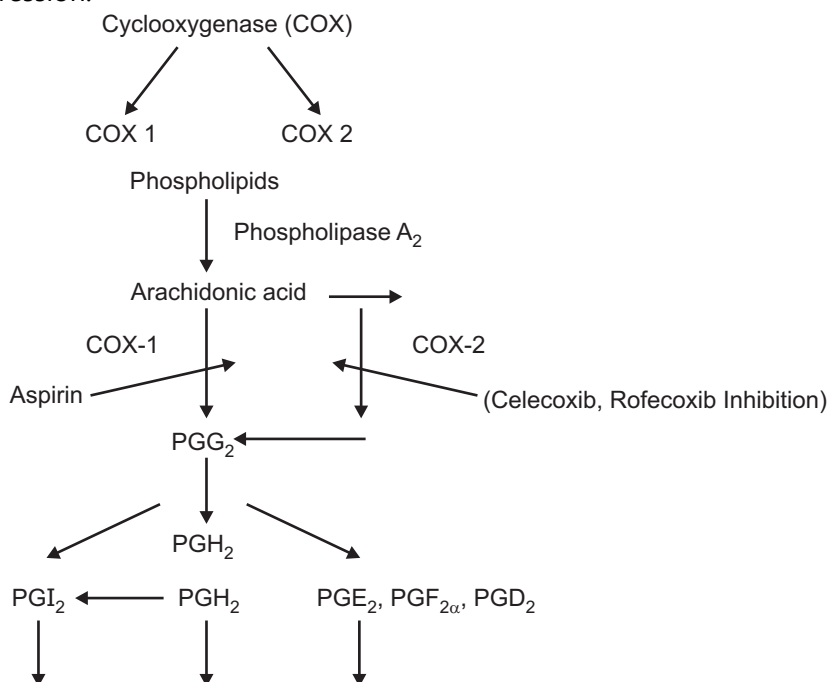 Cyclooxygenase (COX)
COX 1 COX 2
Phospholipids
Phospholipase A₂
Arachidonic acid
COX-1 COX-2
Aspirin (Celecoxib, Rofecoxib Inhibition)
PGG₂
PGH₂
PGI₂ PGH₂ PGE₂, PGF₂α, PGD₂